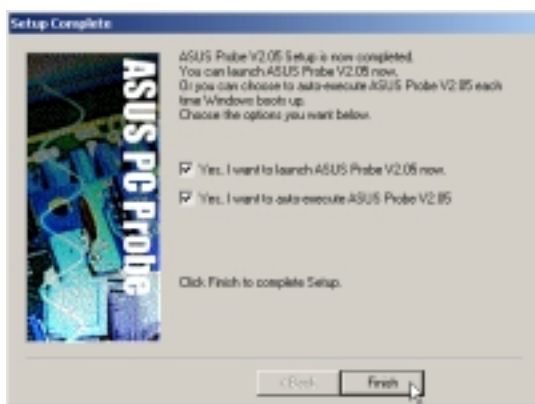 Setup Complete
ASUS PC Probe
ASUS Probe V2.05 Setup is now completed.
You can launch ASUS Probe V2.05 now.
Or you can choose to auto-execute ASUS Probe V2.05 each
time Windows boots up.
Choose the options you want below.
Yes, I want to launch ASUS Probe V2.05 now.
Yes, I want to auto-execute ASUS Probe V2.05
Click Finish to complete Setup.
< Back
Finish